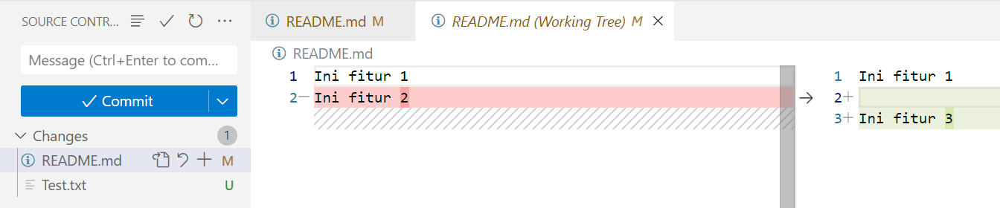 SOURCE CONTR...
Message (Ctrl+Enter to com...
Commit
Changes 1
README.md M
Test.txt U
README.md M
README.md (Working Tree) M
README.md
1 Ini fitur 1
2− Ini fitur 2
1 Ini fitur 1
2+
3+ Ini fitur 3